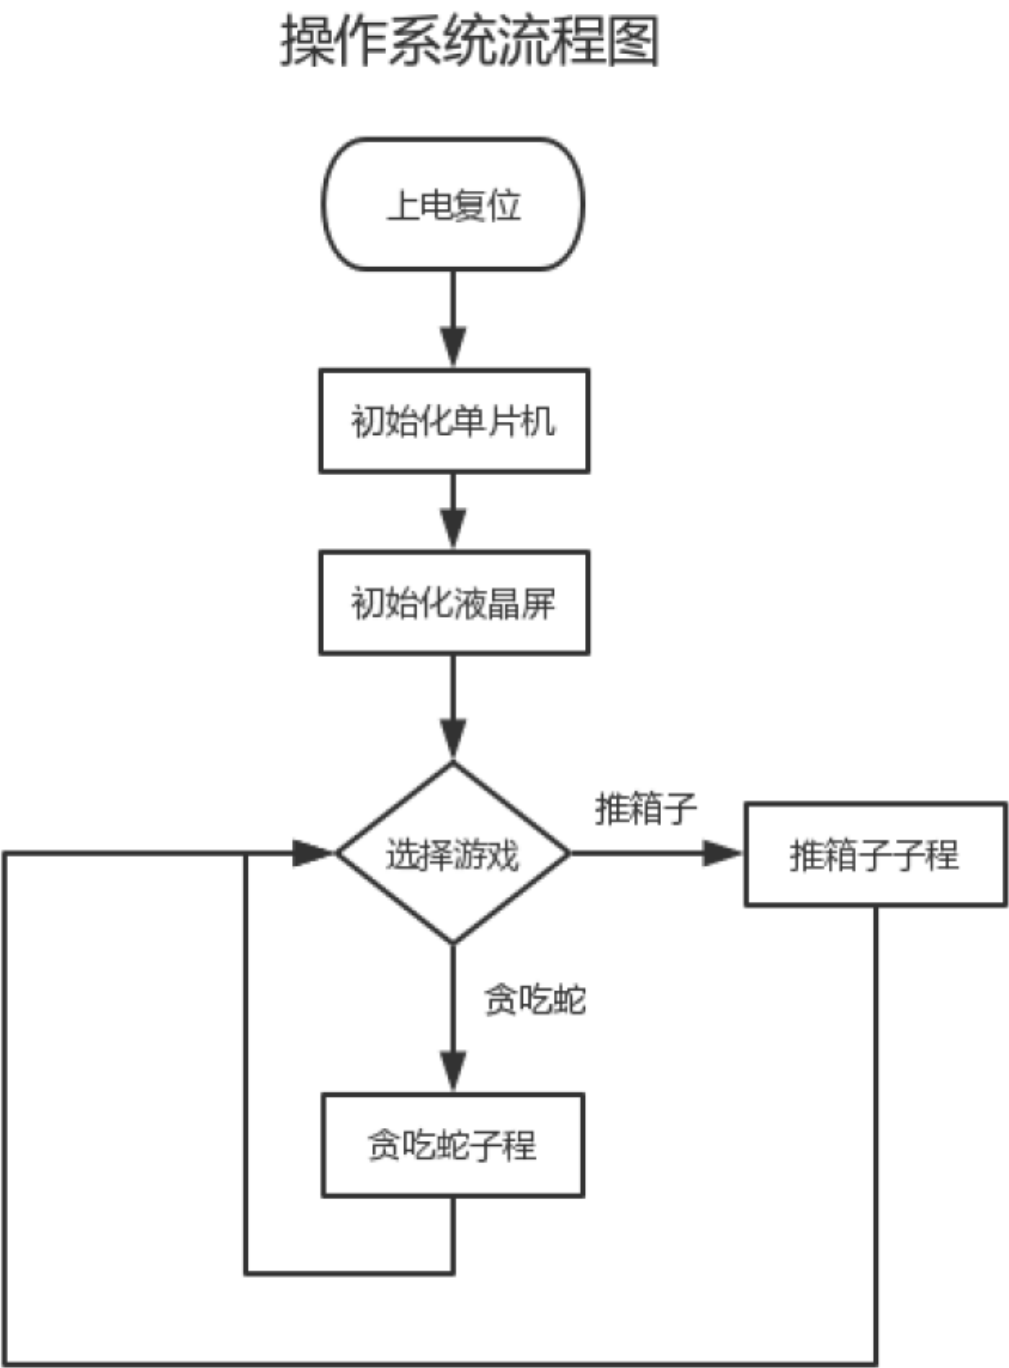 操作系统流程图
上电复位
初始化单片机
初始化液晶屏
选择游戏
推箱子
推箱子子程
贪吃蛇
贪吃蛇子程